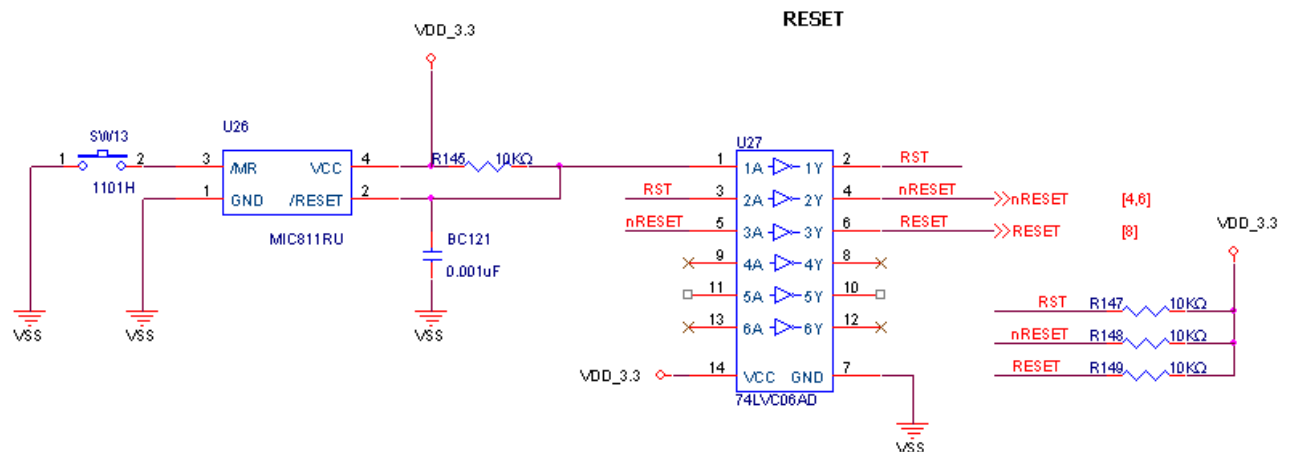 RESET
VDD_3.3
U26
SW13
1 2
1101H
3 /MR VCC 4
1 GND /RESET 2
MIC811RU
R145 10KΩ
BC121
0.001uF
VSS
VSS
VSS
U27
1 1A 1Y 2 RST
RST 3 2A 2Y 4 nRESET nRESET [4,6]
nRESET 5 3A 3Y 6 RESET RESET [8]
9 4A 4Y 8
11 5A 5Y 10
13 6A 6Y 12
VDD_3.3 14 VCC GND 7
74LVC06AD
VSS
VDD_3.3
RST R147 10KΩ
nRESET R148 10KΩ
RESET R149 10KΩ